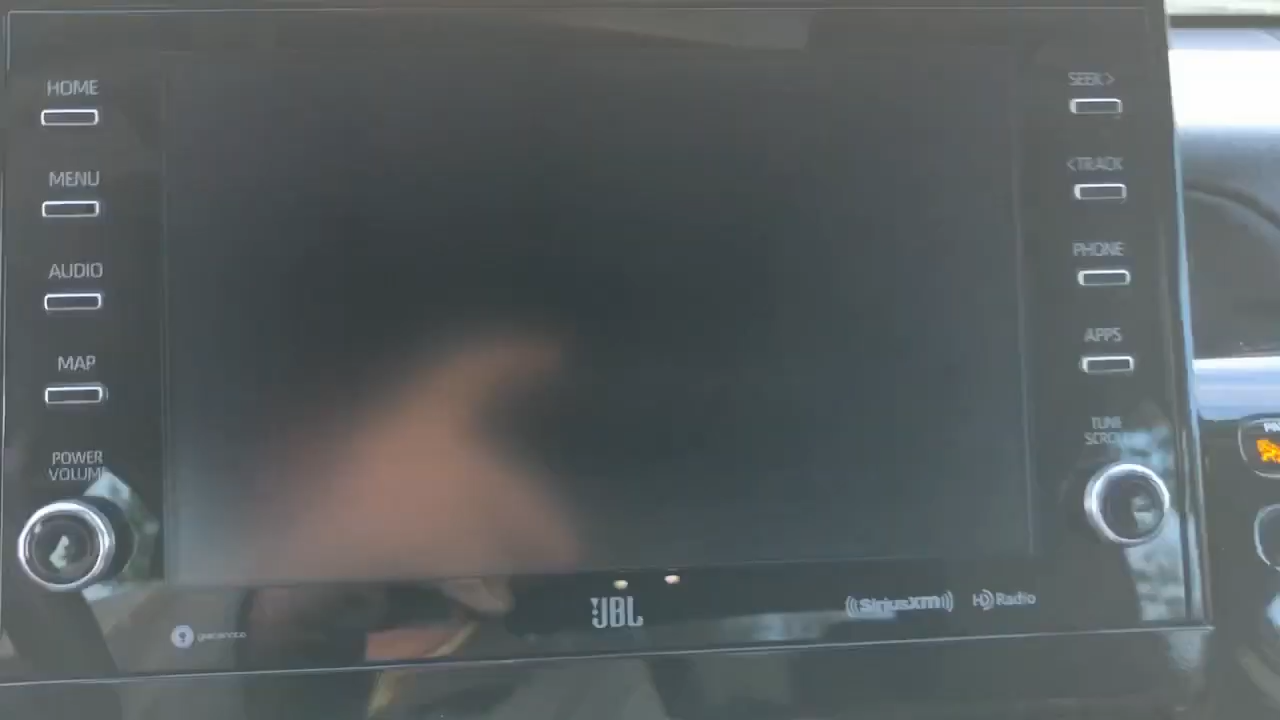 HOME
MENU
AUDIO
MAP
POWER
VOLUME
SEEK>
<TRACK
PHONE
APPS
TUNE
SCROLL
JBL
SiriusXM
HD Radio